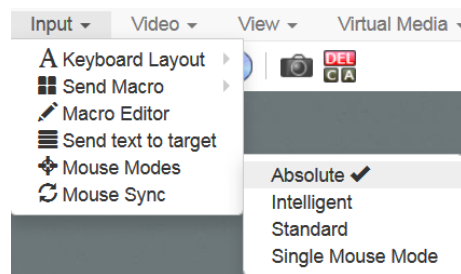 Input Video View Virtual Media
A Keyboard Layout
DEL
C A
Send Macro
Macro Editor
Send text to target
Mouse Modes
Mouse Sync
Absolute
Intelligent
Standard
Single Mouse Mode